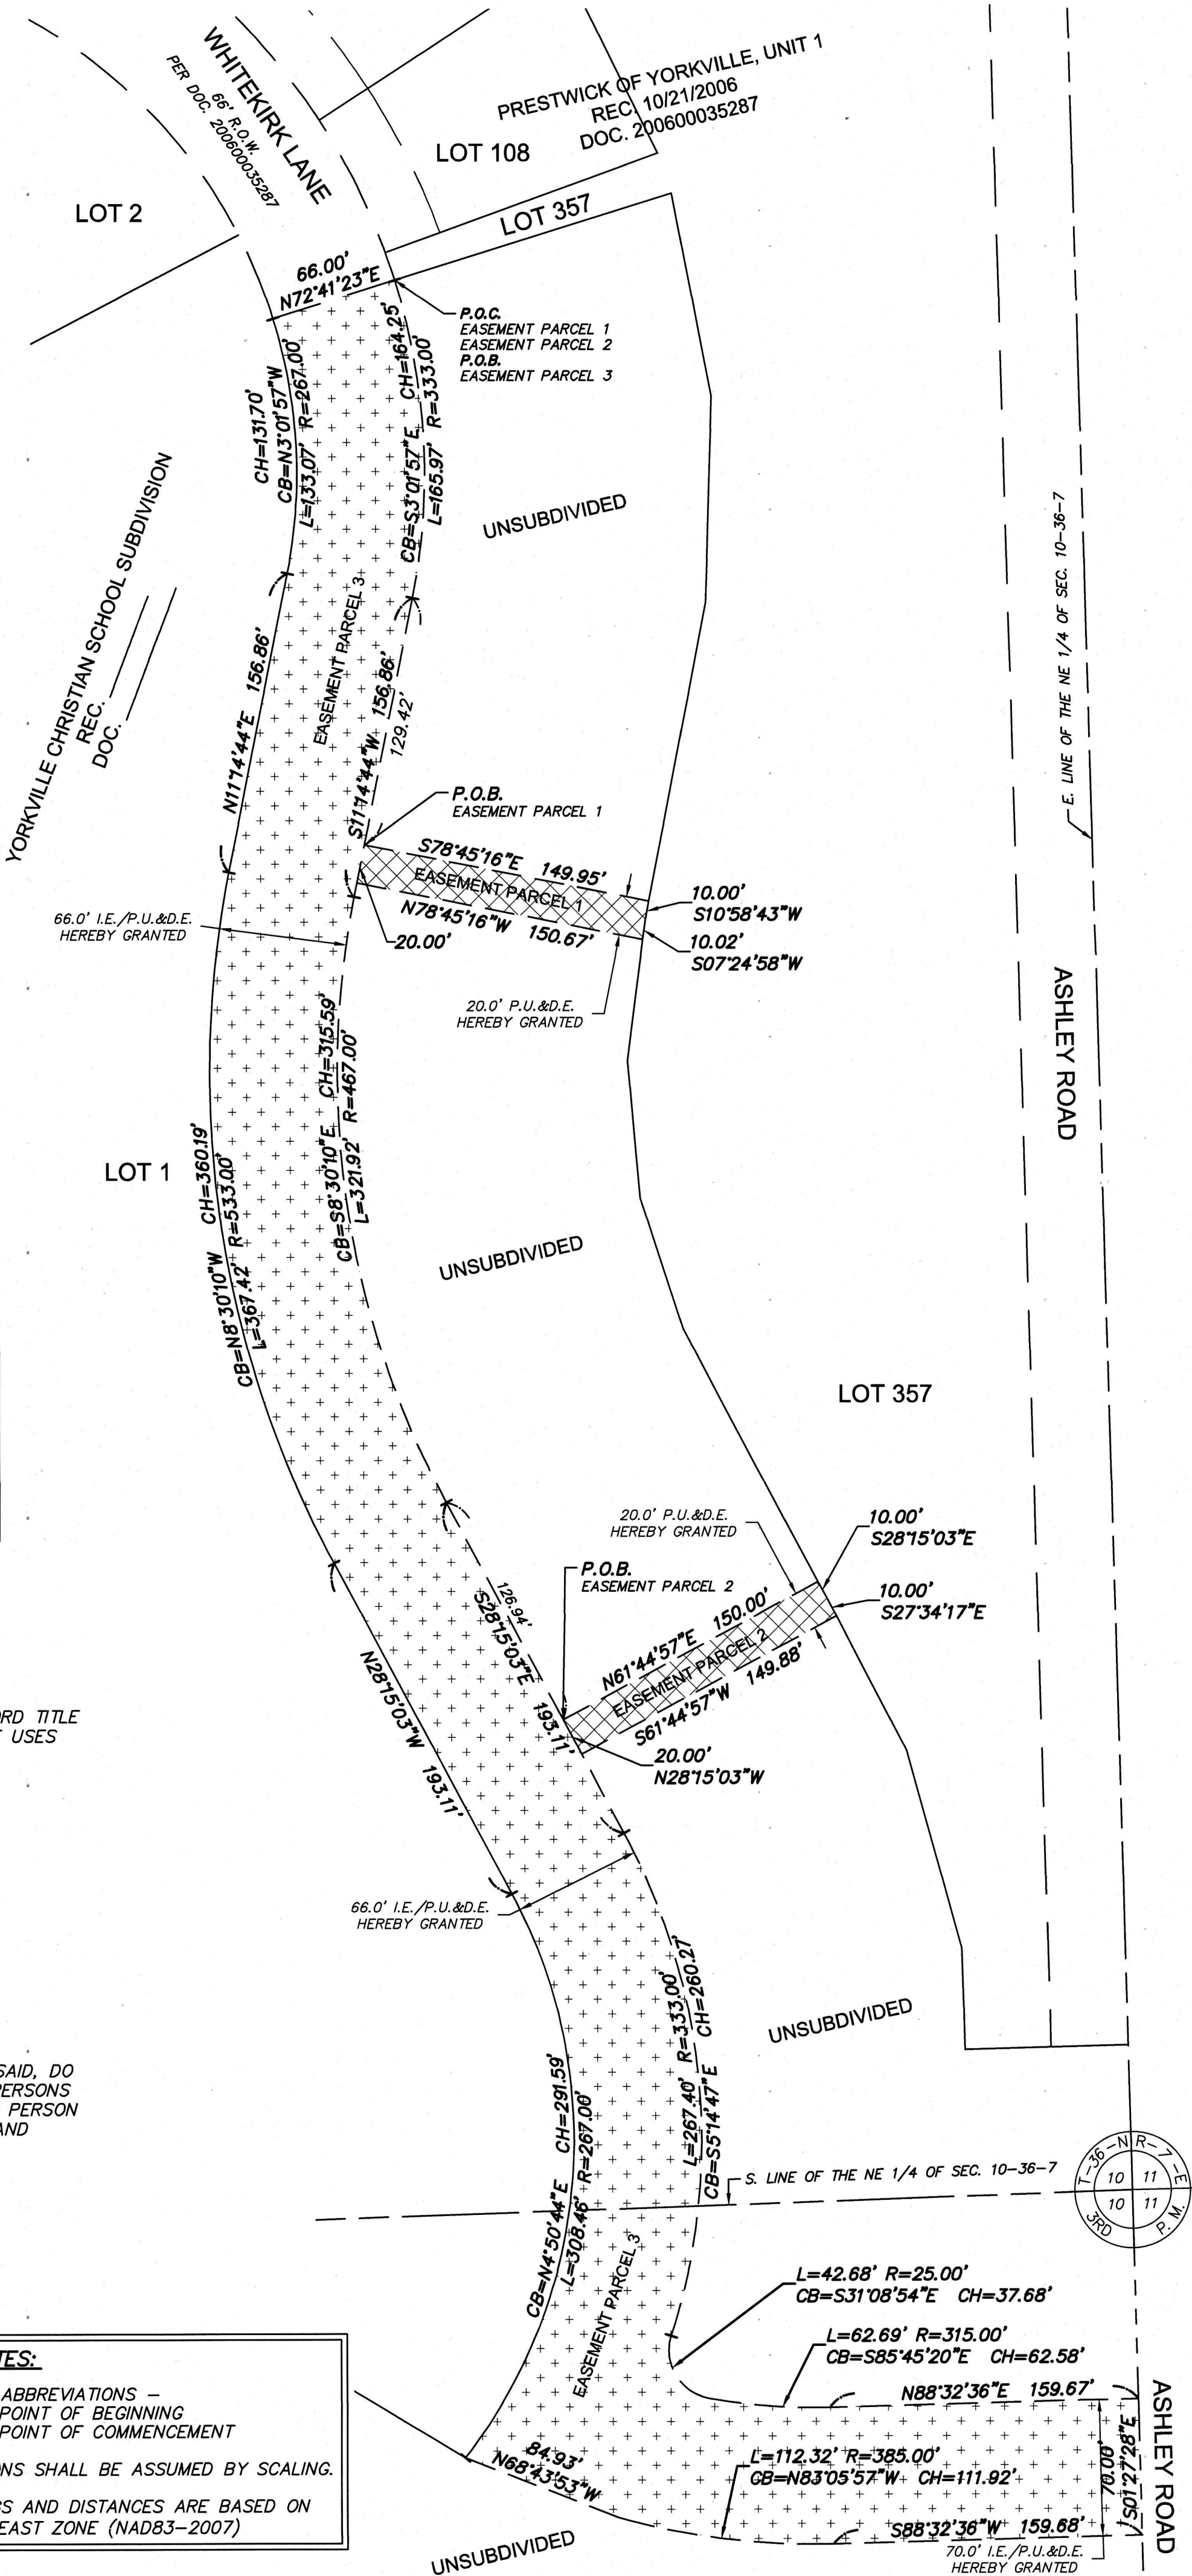 WHITEKIRK LANE
66' R.O.W.
PER DOC. 200600035287
PRESTWICK OF YORKVILLE, UNIT 1
REC. 10/21/2006
DOC. 200600035287
LOT 108
LOT 2
LOT 357
66.00'
N72°41'23"E
P.O.C.
EASEMENT PARCEL 1
EASEMENT PARCEL 2
P.O.B.
EASEMENT PARCEL 3
CH=131.70'
CB=N3°01'57"W
L=133.07' R=267.00'
CH=164.25'
CB=S3°01'57"E
L=165.97' R=333.00'
UNSUBDIVIDED
E. LINE OF THE NE 1/4 OF SEC. 10-36-7
YORKVILLE CHRISTIAN SCHOOL SUBDIVISION
REC.
DOC.
EASEMENT PARCEL 3
N11°14'44"E 156.86'
S11°14'44"W 156.86'
129.42'
P.O.B.
EASEMENT PARCEL 1
S78°45'16"E 149.95'
EASEMENT PARCEL 1
N78°45'16"W 150.67'
10.00'
S10°58'43"W
10.02'
S07°24'58"W
66.0' I.E./P.U.&D.E.
HEREBY GRANTED
20.00'
20.0' P.U.&D.E.
HEREBY GRANTED
ASHLEY ROAD
CH=315.59'
CB=S8°30'10"E
L=321.92' R=467.00'
LOT 1
CH=360.19'
CB=N8°30'10"W
L=367.42' R=533.00'
UNSUBDIVIDED
LOT 357
20.0' P.U.&D.E.
HEREBY GRANTED
10.00'
S28°15'03"E
P.O.B.
EASEMENT PARCEL 2
10.00'
S27°34'17"E
126.94'
S28°15'03"E 193.11'
N61°44'57"E 150.00'
EASEMENT PARCEL 2
S61°44'57"W 149.88'
20.00'
N28°15'03"W
N28°15'03"W 193.11'
RD TITLE
USES
66.0' I.E./P.U.&D.E.
HEREBY GRANTED
CH=260.27'
L=267.40' R=333.00'
CB=S5°14'47"E
UNSUBDIVIDED
SAID, DO
PERSONS
PERSON
AND
CH=291.59'
CB=N4°50'44"E
L=308.46' R=267.00'
S. LINE OF THE NE 1/4 OF SEC. 10-36-7
T-36-N R-7-E
10 11
10 11
3RD P.M.
EASEMENT PARCEL 3
L=42.68' R=25.00'
CB=S31°08'54"E CH=37.68'
L=62.69' R=315.00'
CB=S85°45'20"E CH=62.58'
N88°32'36"E 159.67'
TES:
ABBREVIATIONS –
POINT OF BEGINNING
POINT OF COMMENCEMENT
NS SHALL BE ASSUMED BY SCALING.
S AND DISTANCES ARE BASED ON
EAST ZONE (NAD83-2007)
84.93'
N68°43'53"W
L=112.32' R=385.00'
CB=N83°05'57"W CH=111.92'
70.00'
S01°27'28"E
ASHLEY ROAD
S88°32'36"W 159.68'
70.0' I.E./P.U.&D.E.
HEREBY GRANTED
UNSUBDIVIDED